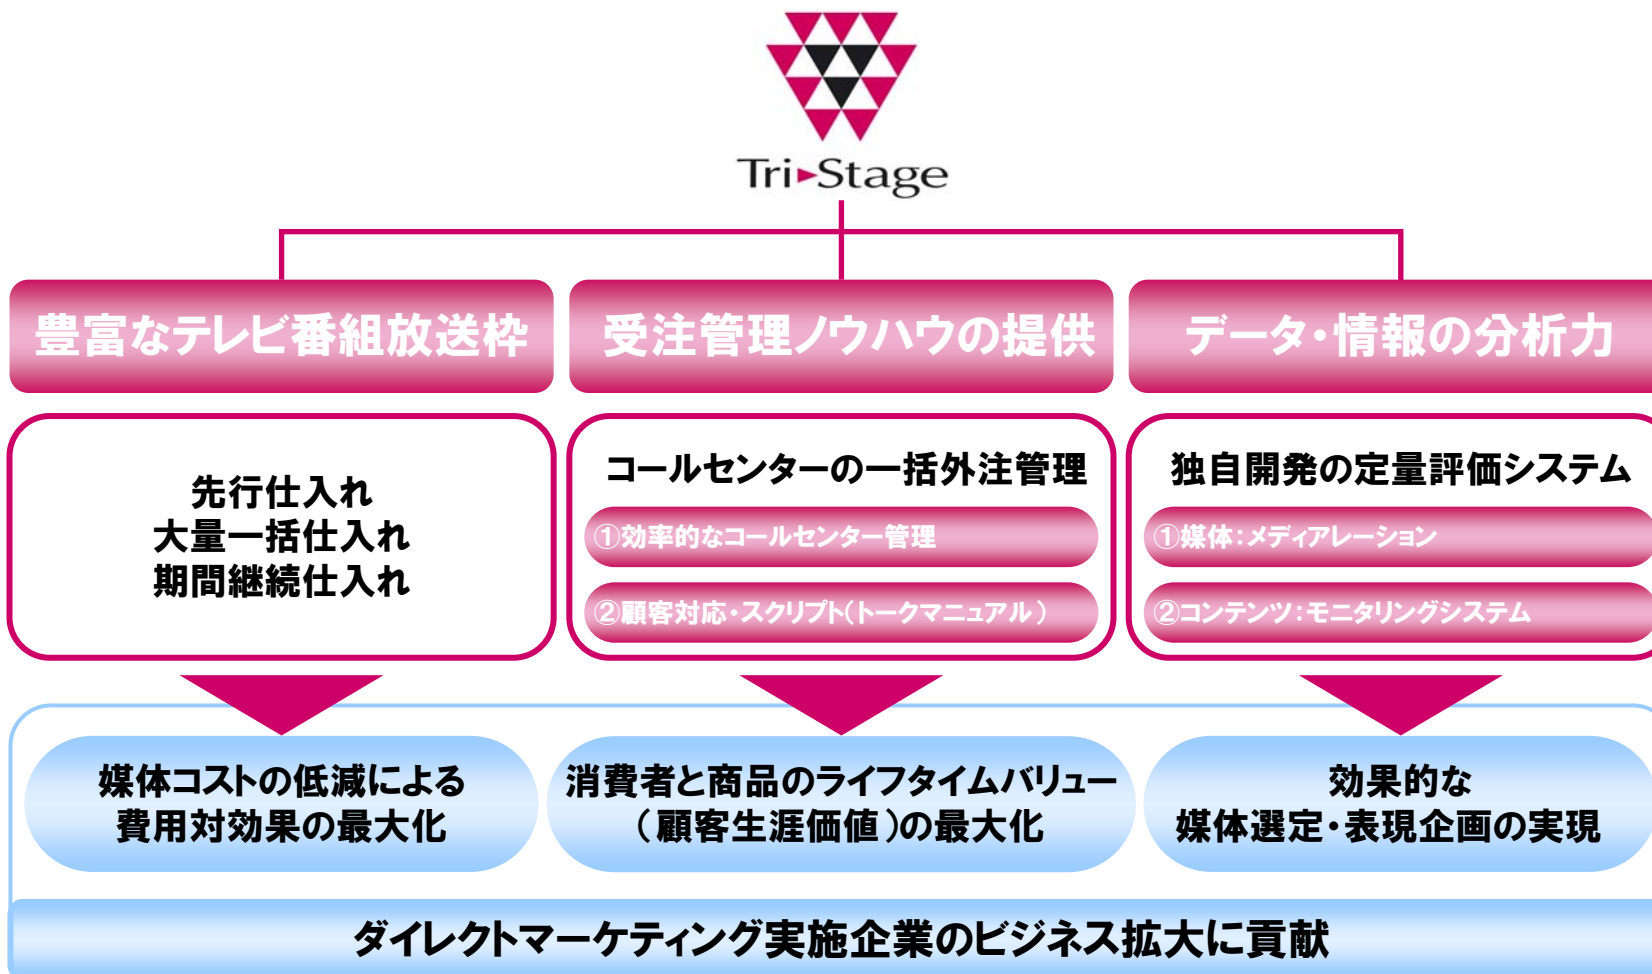 Tri►Stage
豊富なテレビ番組放送枠
受注管理ノウハウの提供
データ・情報の分析力
先行仕入れ
大量一括仕入れ
期間継続仕入れ
コールセンターの一括外注管理
①効率的なコールセンター管理
②顧客対応・スクリプト(トークマニュアル)
独自開発の定量評価システム
①媒体：メディアレーション
②コンテンツ：モニタリングシステム
媒体コストの低減による
費用対効果の最大化
消費者と商品のライフタイムバリュー
(顧客生涯価値)の最大化
効果的な
媒体選定・表現企画の実現
ダイレクトマーケティング実施企業のビジネス拡大に貢献